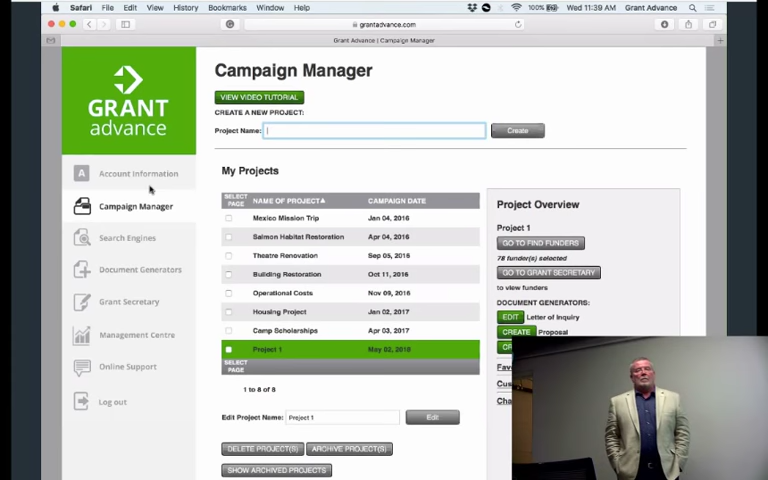 Safari File Edit View History Bookmarks Window Help 100% Wed 11:39 AM Grant Advance
grantadvance.com
Grant Advance | Campaign Manager
GRANT
advance
Account Information
Campaign Manager
Search Engines
Document Generators
Grant Secretary
Management Centre
Online Support
Log out
Campaign Manager
VIEW VIDEO TUTORIAL
CREATE A NEW PROJECT:
Project Name: Create
My Projects
SELECT PAGE NAME OF PROJECT CAMPAIGN DATE
Mexico Mission Trip Jan 04, 2016
Salmon Habitat Restoration Apr 04, 2016
Theatre Renovation Sep 05, 2016
Building Restoration Oct 11, 2016
Operational Costs Nov 09, 2016
Housing Project Jan 02, 2017
Camp Scholarships Apr 03, 2017
Project 1 May 02, 2018
SELECT
PAGE
1 to 8 of 8
Edit Project Name: Project 1 Edit
DELETE PROJECT(S) ARCHIVE PROJECT(S)
SHOW ARCHIVED PROJECTS
Project Overview
Project 1
GO TO FIND FUNDERS
78 funder(s) selected
GO TO GRANT SECRETARY
to view funders
DOCUMENT GENERATORS:
EDIT Letter of Inquiry
CREATE Proposal